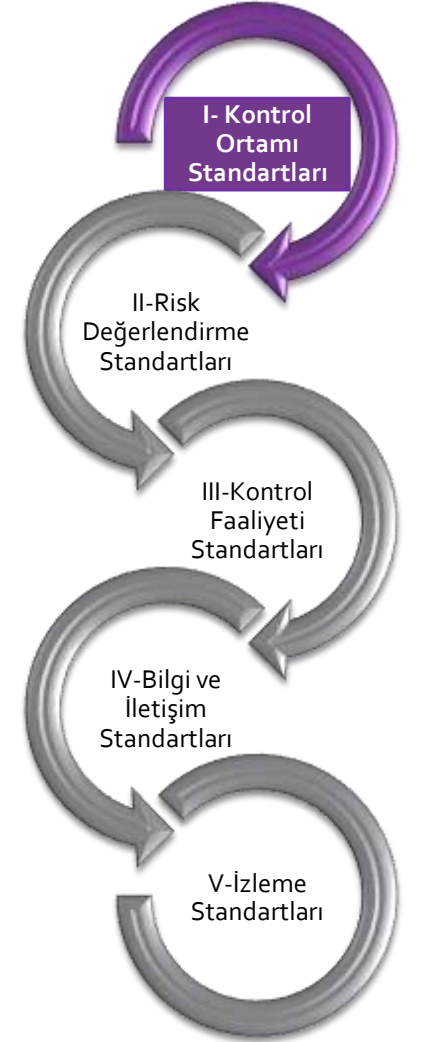 I- Kontrol
Ortamı
Standartları
II-Risk
Değerlendirme
Standartları
III-Kontrol
Faaliyeti
Standartları
IV-Bilgi ve
İletişim
Standartları
V-İzleme
Standartları